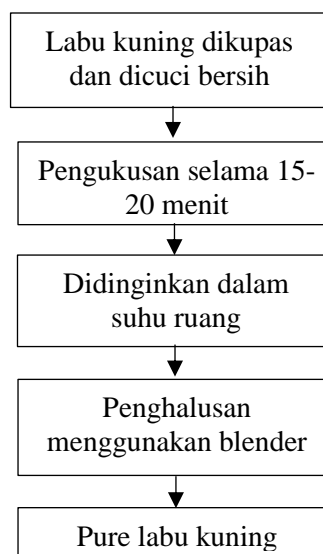 Labu kuning dikupas
dan dicuci bersih
Pengukusan selama 15-
20 menit
Didinginkan dalam
suhu ruang
Penghalusan
menggunakan blender
Pure labu kuning